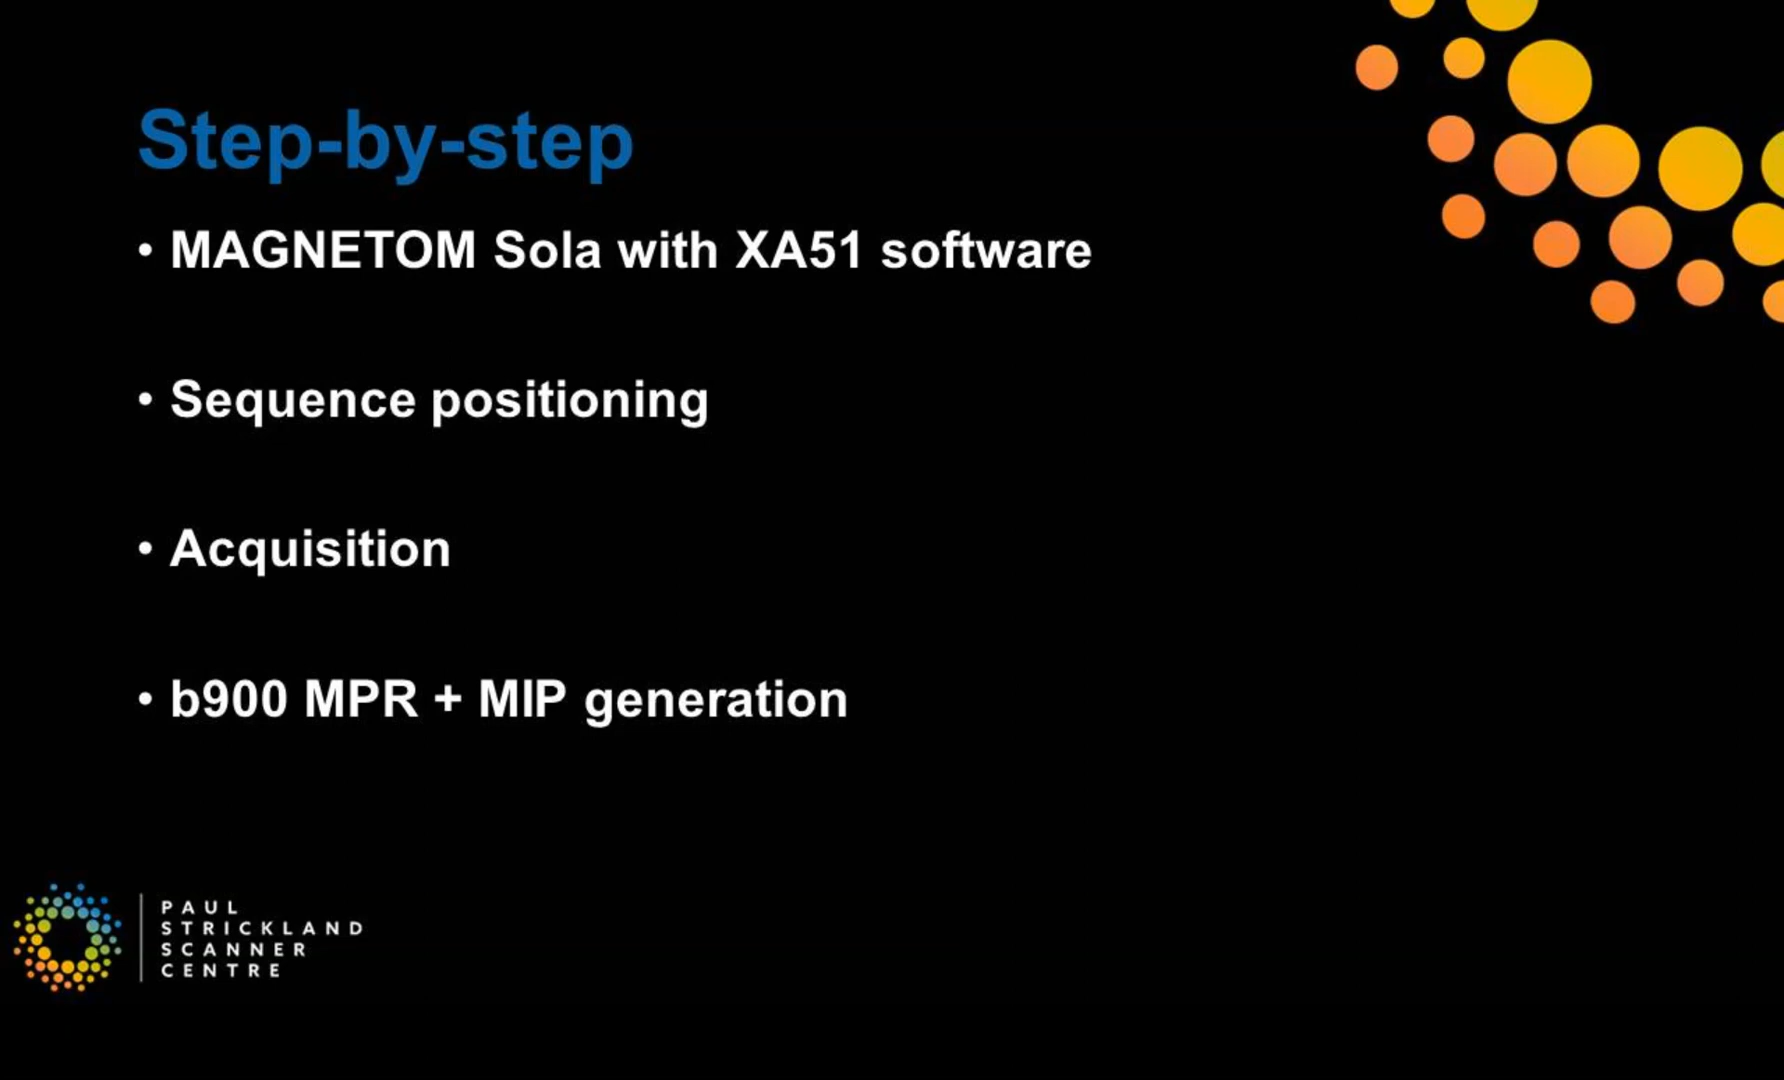 Step-by-step
• MAGNETOM Sola with XA51 software
• Sequence positioning
• Acquisition
• b900 MPR + MIP generation
PAUL
STRICKLAND
SCANNER
CENTRE